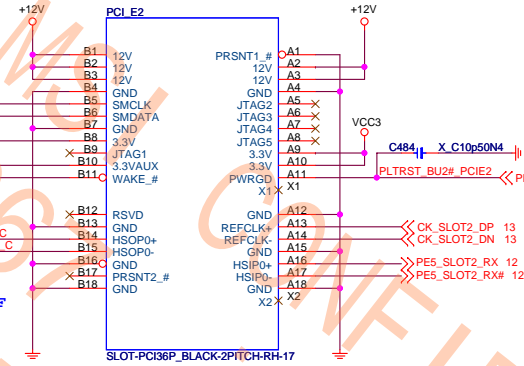 +12V
PCI_E2
+12V
B1 12V PRSNT1_# A1
B2 12V 12V A2
B3 12V 12V A3
B4 GND GND A4
B5 SMCLK JTAG2 A5
B6 SMDATA JTAG3 A6
B7 GND JTAG4 A7
B8 3.3V JTAG5 A8
VCC3
B9 JTAG1 3.3V A9
C484 X_C10p50N4
B10 3.3VAUX 3.3V A10
B11 WAKE_# PWRGD A11
PLTRST_BU2#_PCIE2
X1 X1
B12 RSVD GND A12
B13 GND REFCLK+ A13 CK_SLOT2_DP 13
B14 HSOP0+ REFCLK- A14 CK_SLOT2_DN 13
B15 HSOP0- GND A15
B16 GND HSIP0+ A16 PE5_SLOT2_RX 12
B17 PRSNT2_# HSIP0- A17 PE5_SLOT2_RX# 12
B18 GND GND A18
X2 X2
SLOT-PCI36P_BLACK-2PITCH-RH-17
MSI
CONFI